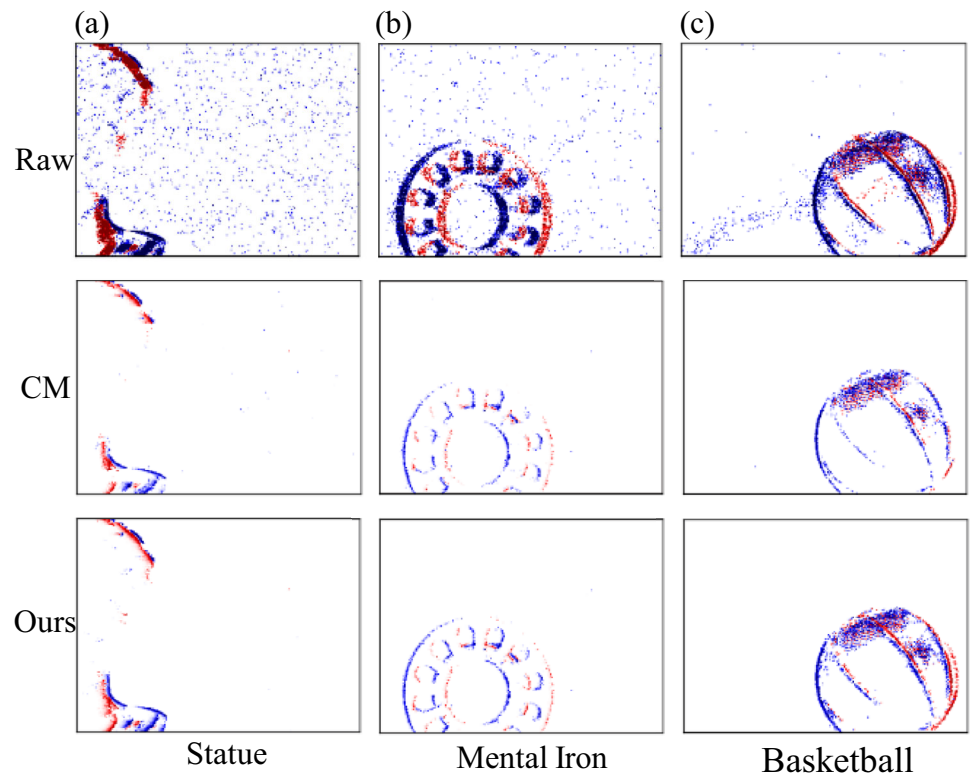 (a)
(b)
(c)
Raw
CM
Ours
Statue
Mental Iron
Basketball